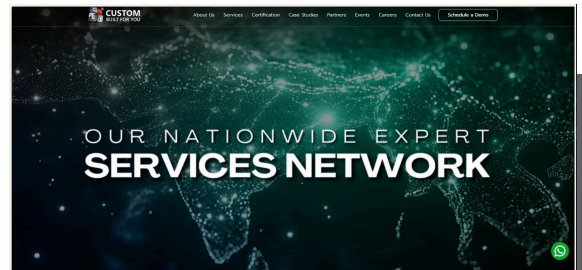 CUSTOM
BUILT FOR YOU
About Us Services Certification Case Studies Partners Events Careers Contact Us Schedule a Demo
OUR NATIONWIDE EXPERT
SERVICES NETWORK